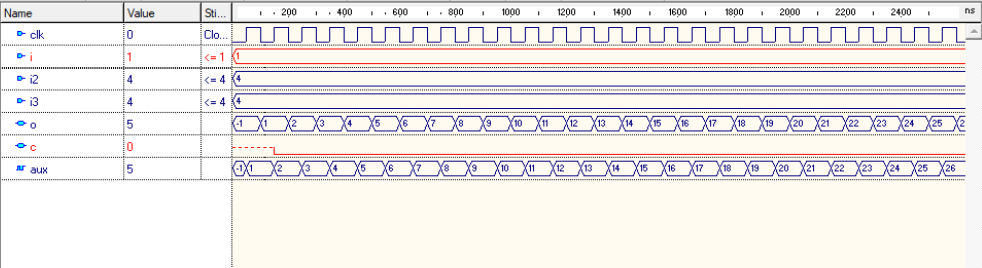 Name Value Sti... 200 400 600 800 1000 1200 1400 1600 1800 2000 2200 2400 ns
clk 0 Clo...
i 1 <= 1 1
i2 4 <= 4 4
i3 4 <= 4 4
o 5 -1 1 2 3 4 5 6 7 8 9 10 11 12 13 14 15 16 17 18 19 20 21 22 23 24 25 2
c 0
aux 5 -1 1 2 3 4 5 6 7 8 9 10 11 12 13 14 15 16 17 18 19 20 21 22 23 24 25 26